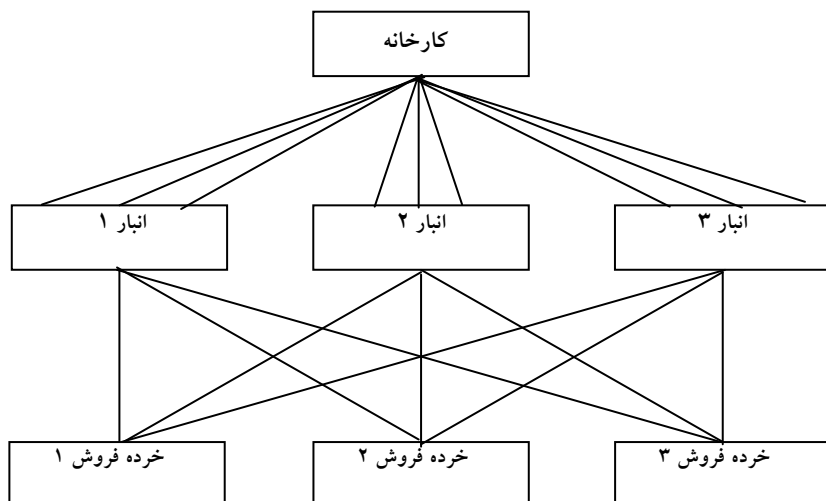 کارخانه
انبار ۱
انبار ۲
انبار ۳
خرده فروش ۱
خرده فروش ۲
خرده فروش ۳